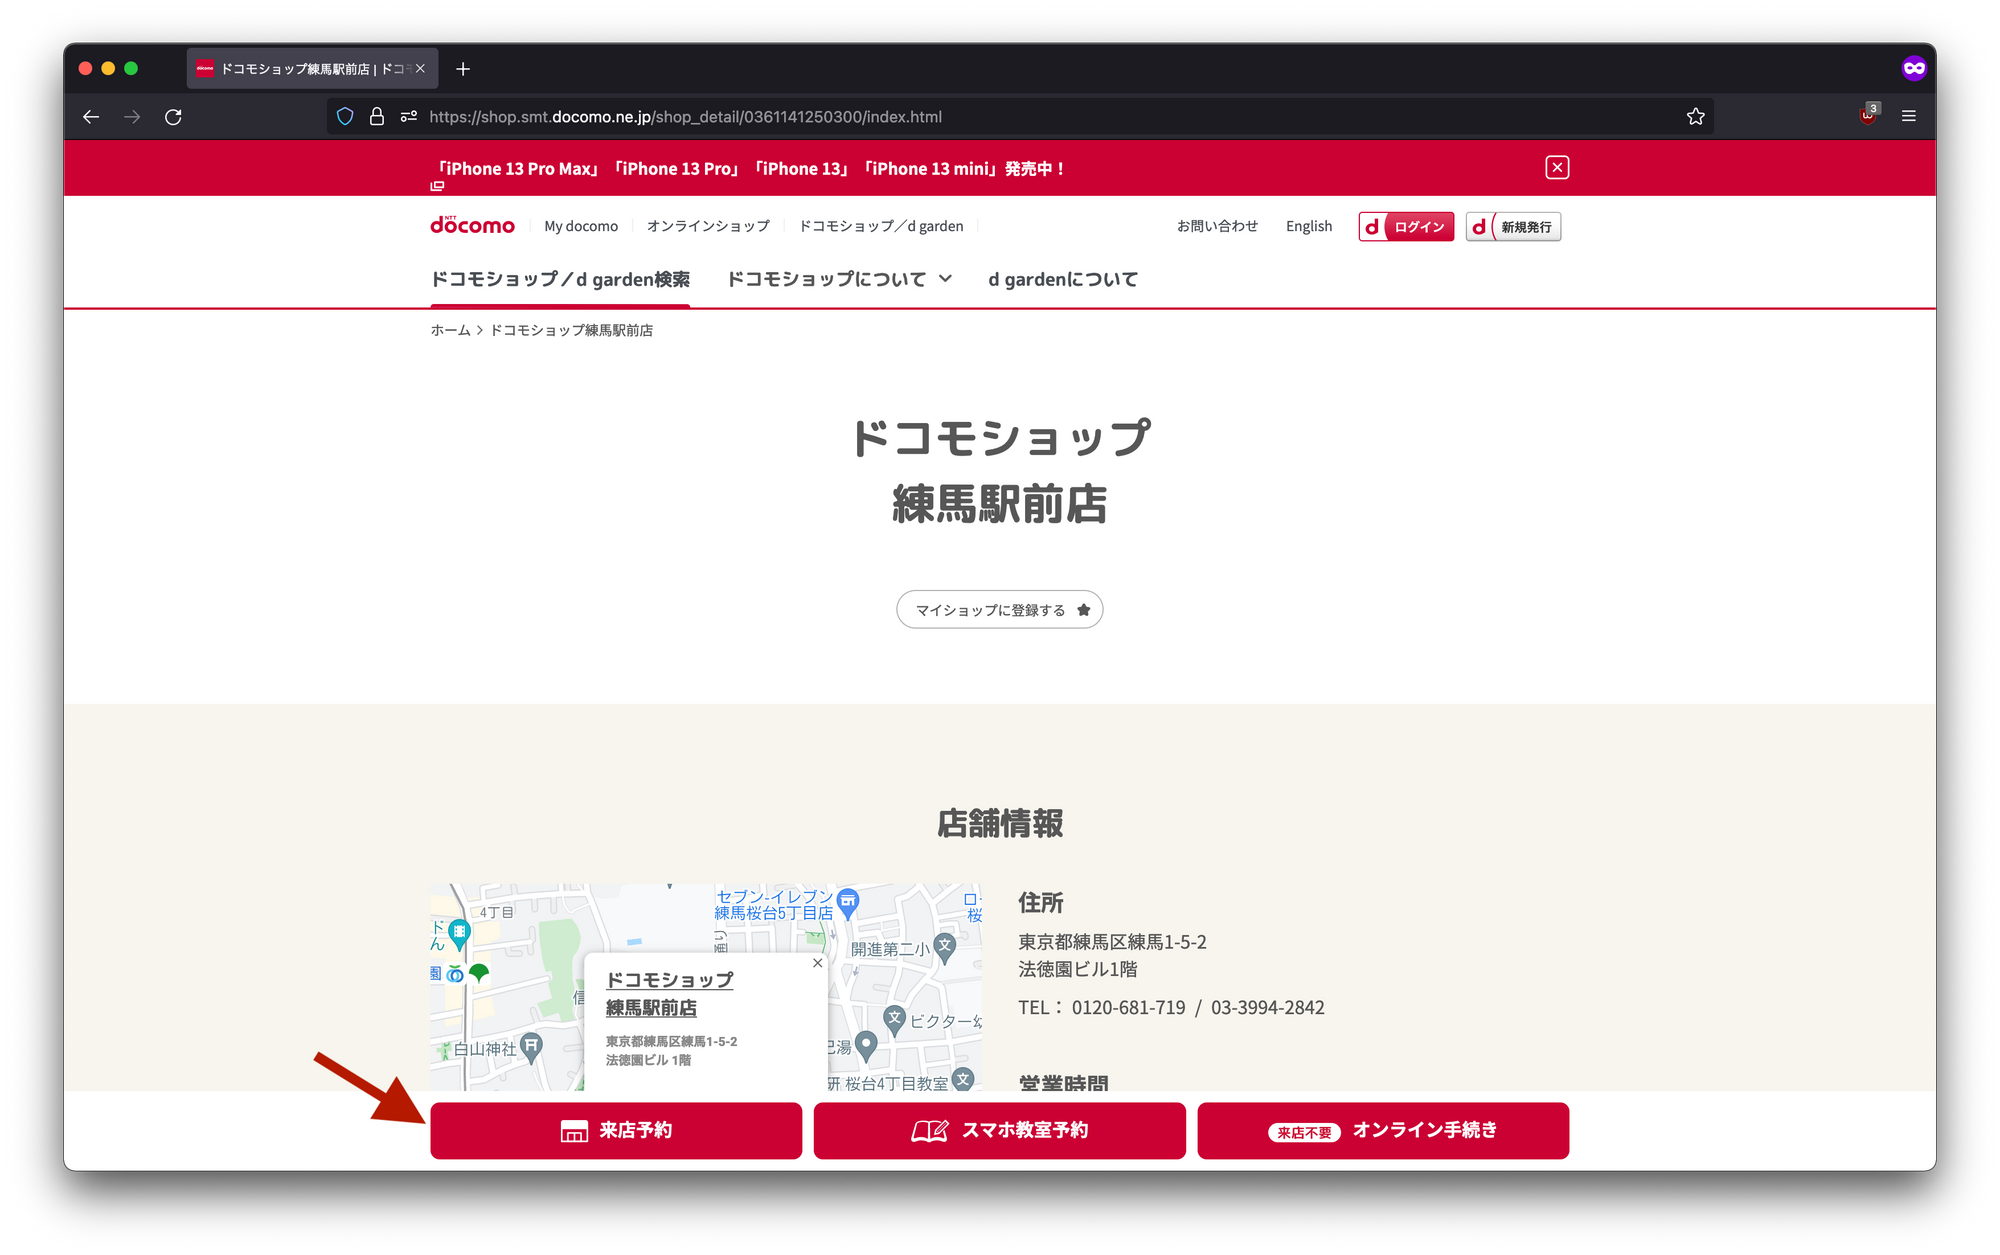 ドコモショップ練馬駅前店 | ドコ
https://shop.smt.docomo.ne.jp/shop_detail/0361141250300/index.html
3
「iPhone 13 Pro Max」「iPhone 13 Pro」「iPhone 13」「iPhone 13 mini」発売中！
NTT
docomo
My docomo
オンラインショップ
ドコモショップ／d garden
お問い合わせ
English
d ログイン
d 新規発行
ドコモショップ／d garden検索
ドコモショップについて
d gardenについて
ホーム > ドコモショップ練馬駅前店
ドコモショップ
練馬駅前店
マイショップに登録する
店舗情報
4丁目
セブン-イレブン
練馬桜台5丁目店
桜
ド
ん
開進第二小
文
園
通り
信
ドコモショップ
練馬駅前店
東京都練馬区練馬1-5-2
法徳園ビル 1階
文
ビクター幼
白山神社
湯
研 桜台4丁目教室
文
住所
東京都練馬区練馬1-5-2
法徳園ビル1階
TEL： 0120-681-719 / 03-3994-2842
営業時間
来店予約
スマホ教室予約
来店不要 オンライン手続き